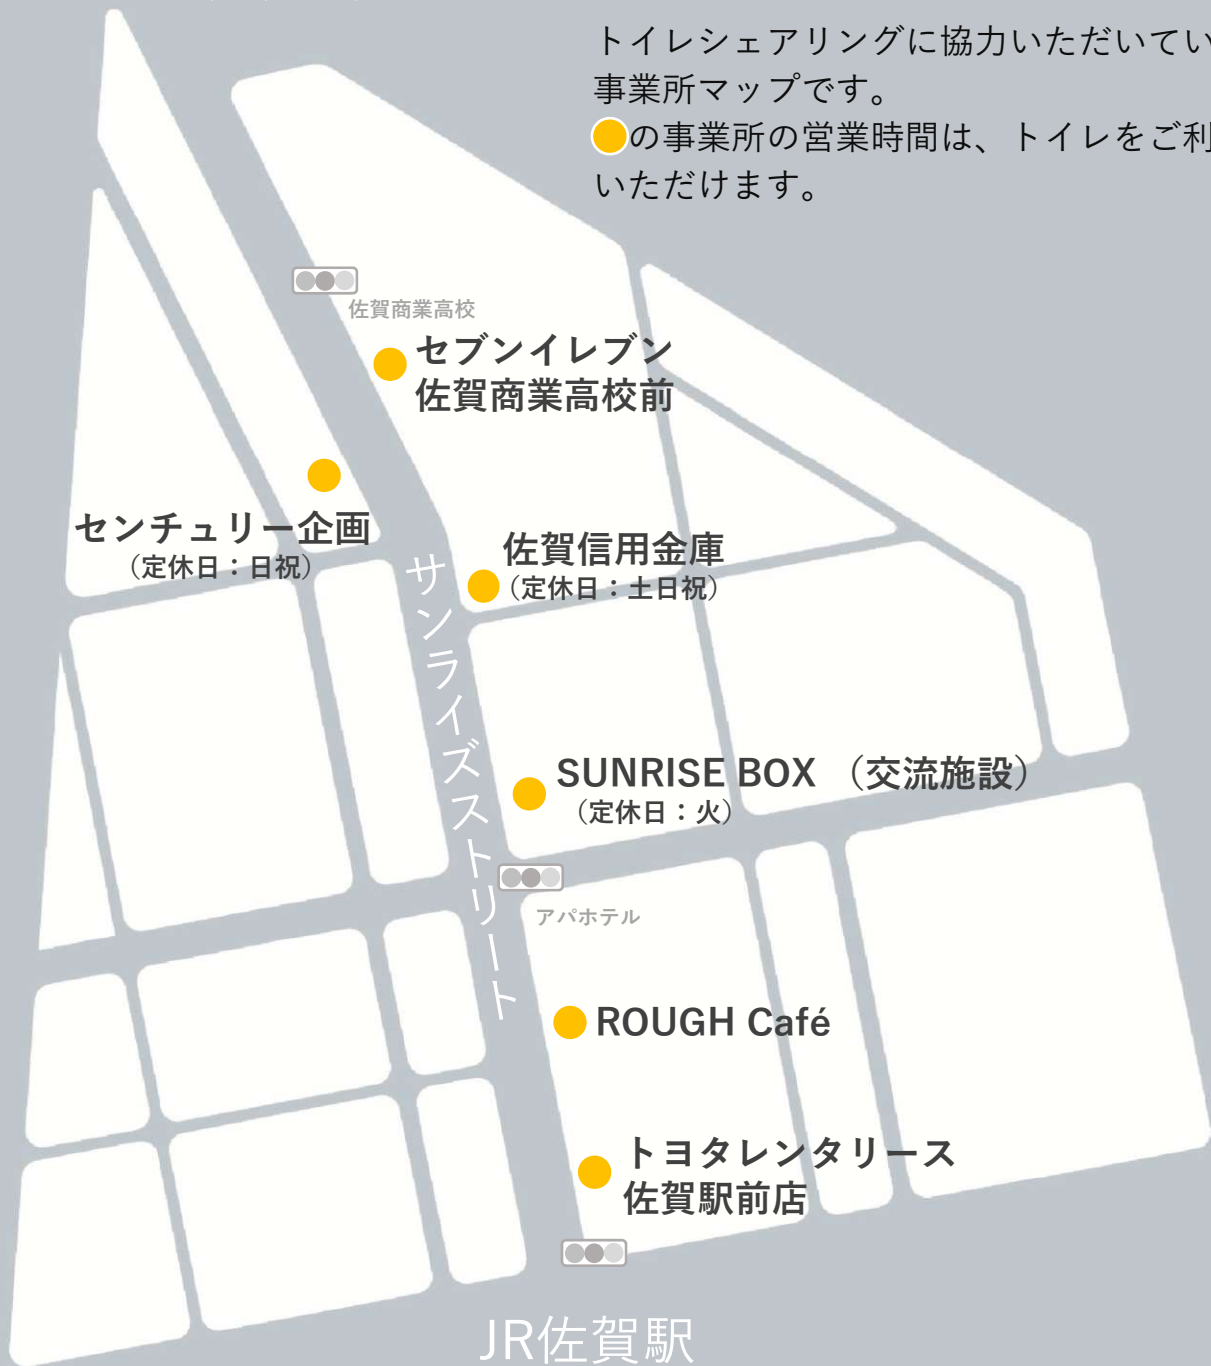 トイレシェアリングに協力いただいてい
事業所マップです。
の事業所の営業時間は、トイレをご利
いただけます。
佐賀商業高校
セブンイレブン
佐賀商業高校前
センチュリー企画
（定休日：日祝）
佐賀信用金庫
（定休日：土日祝）
サンライズストリート
SUNRISE BOX （交流施設）
（定休日：火）
アパホテル
ROUGH Café
トヨタレンタリース
佐賀駅前店
JR佐賀駅